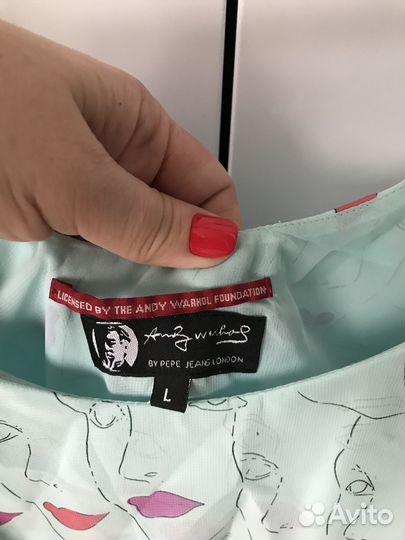 LICENSED BY THE ANDY WARHOL FOUNDATION
Andy Warhol
BY PEPE JEANS LONDON
L
Avito